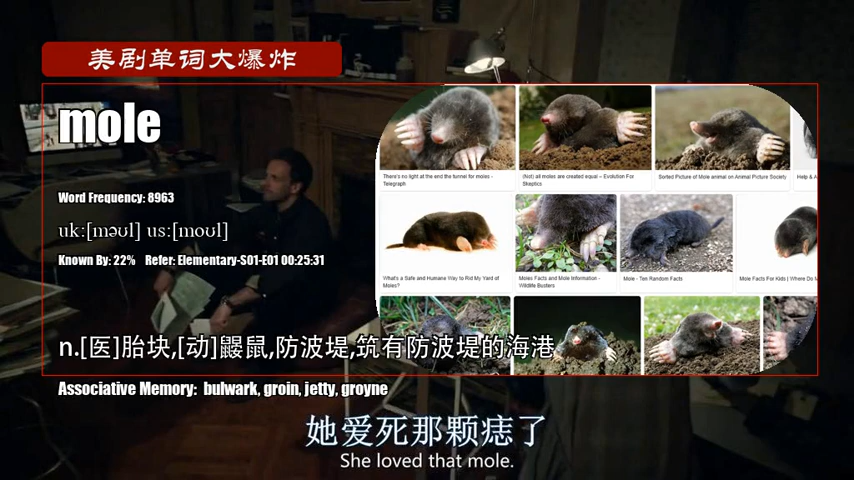 美剧单词大爆炸
mole
Word Frequency: 8963
uk:[məʊl] us:[moʊl]
Known By: 22% Refer: Elementary-S01-E01 00:25:31
There's no light at the end the tunnel for moles -
Telegraph
(Not) all moles are created equal – Evolution For
Skeptics
Sorted Picture of Mole animal on Animal Picture Society
Help & A
What's a Safe and Humane Way to Rid My Yard of
Moles?
Moles Facts and Mole Information -
Wildlife Busters
Mole - Ten Random Facts
Mole Facts For Kids | Where Do M
n.[医]胎块,[动]鼹鼠,防波堤,筑有防波堤的海港
Associative Memory: bulwark, groin, jetty, groyne
她爱死那颗痣了
She loved that mole.